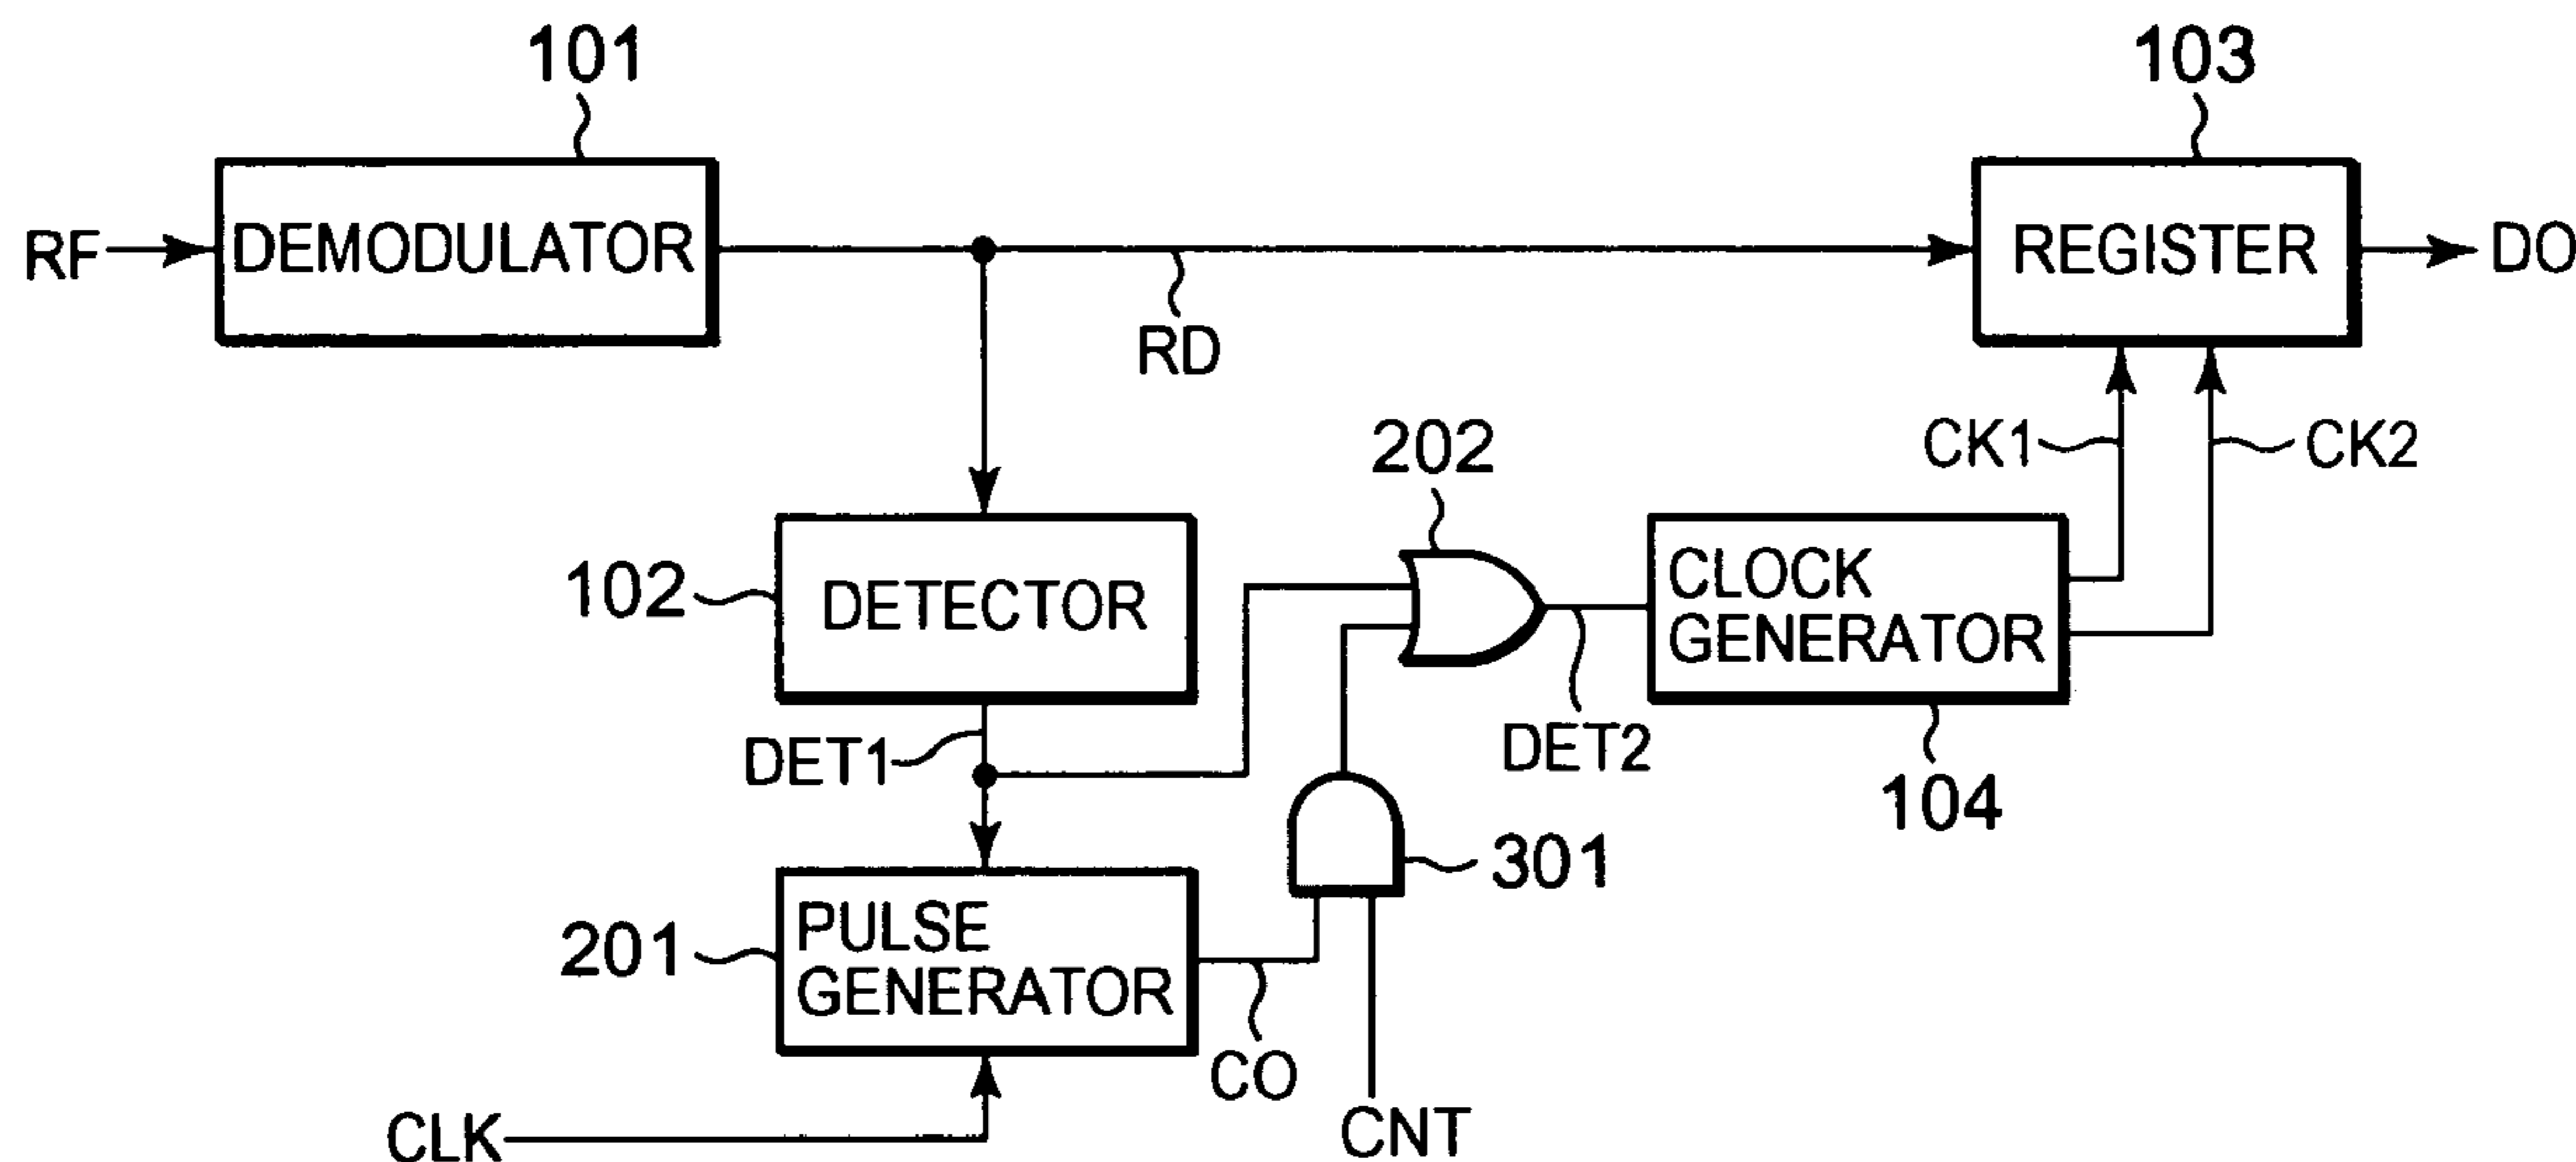 101
103
RF
DEMODULATOR
REGISTER
DO
RD
CK1
CK2
202
102
DETECTOR
CLOCK
GENERATOR
DET1
DET2
104
301
201
PULSE
GENERATOR
CO
CNT
CLK